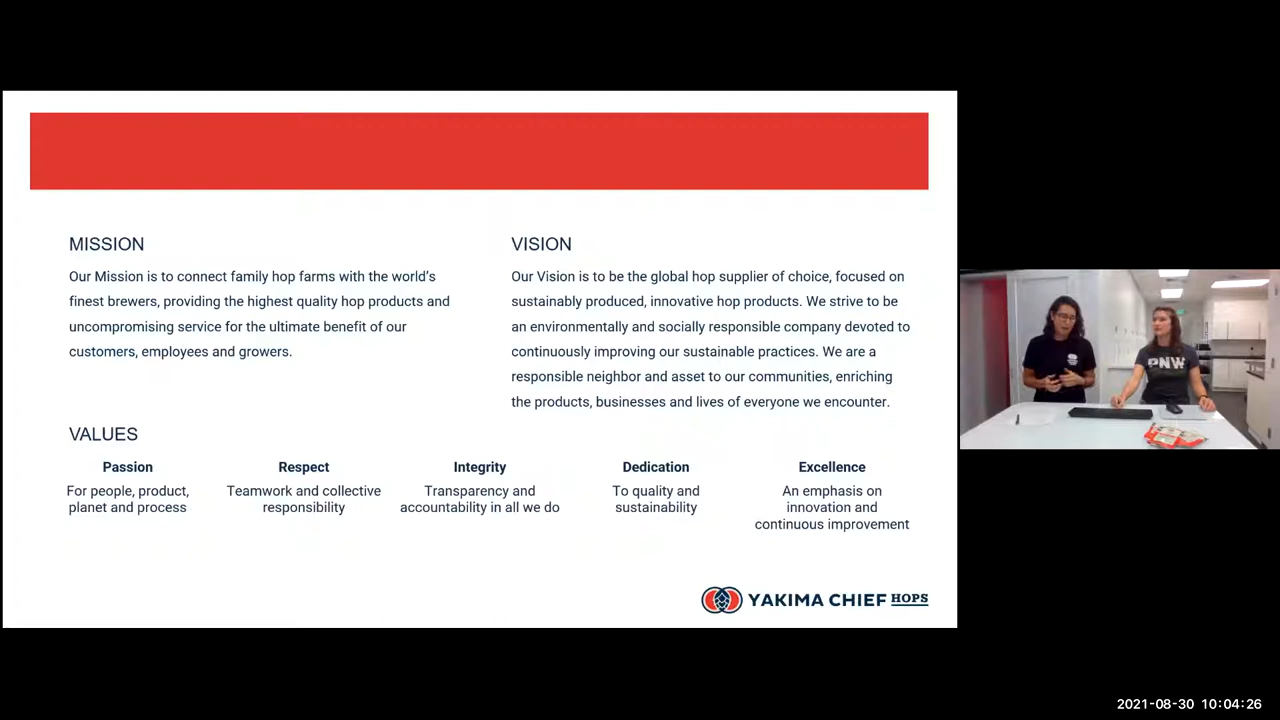 MISSION
Our Mission is to connect family hop farms with the world’s
finest brewers, providing the highest quality hop products and
uncompromising service for the ultimate benefit of our
customers, employees and growers.
VISION
Our Vision is to be the global hop supplier of choice, focused on
sustainably produced, innovative hop products. We strive to be
an environmentally and socially responsible company devoted to
continuously improving our sustainable practices. We are a
responsible neighbor and asset to our communities, enriching
the products, businesses and lives of everyone we encounter.
VALUES
Passion
For people, product,
planet and process
Respect
Teamwork and collective
responsibility
Integrity
Transparency and
accountability in all we do
Dedication
To quality and
sustainability
Excellence
An emphasis on
innovation and
continuous improvement
YAKIMA CHIEF HOPS
PNW
2021-08-30 10:04:26